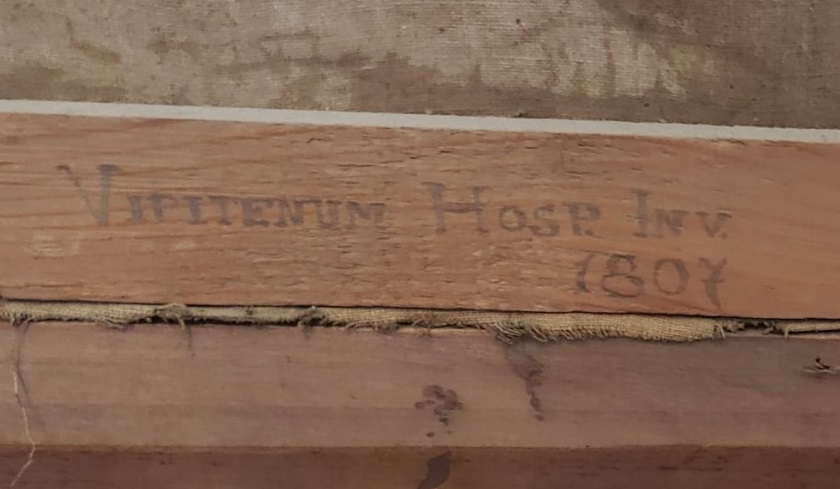 VIPITENUM HOSP. INV.
1807